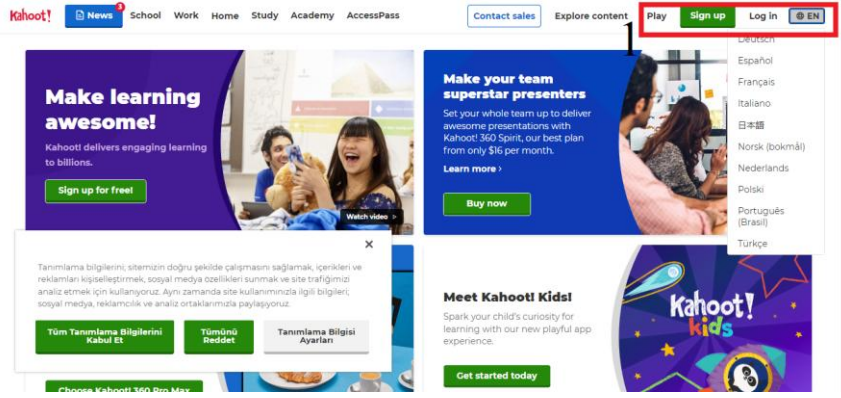 Kahoot! News 3 School Work Home Study Academy AccessPass Contact sales Explore content Play Sign up Log in EN
1
Deutsch
Español
Français
Italiano
日本語
Norsk (bokmål)
Nederlands
Polski
Português
(Brasil)
Türkçe
Make learning
awesome!
Kahoot! delivers engaging learning
to billions.
Sign up for free!
Watch video >
Make your team
superstar presenters
Set your whole team up to deliver
awesome presentations with
Kahoot! 360 Spirit, our best plan
from only $16 per month.
Learn more ›
Buy now
×
Tanımlama bilgilerini; sitemizin doğru şekilde çalışmasını sağlamak, içerikleri ve
reklamları kişiselleştirmek, sosyal medya özellikleri sunmak ve site trafiğimizi
analiz etmek için kullanıyoruz. Aynı zamanda site kullanımınızla ilgili bilgileri;
sosyal medya, reklamcılık ve analiz ortaklarımızla paylaşıyoruz.
Tüm Tanımlama Bilgilerini
Kabul Et
Tümünü
Reddet
Tanımlama Bilgisi
Ayarları
Choose Kahoot! 360 Pro Max
Meet Kahoot! Kids!
Spark your child's curiosity for
learning with our new playful app
experience.
Get started today
Kahoot!
kids